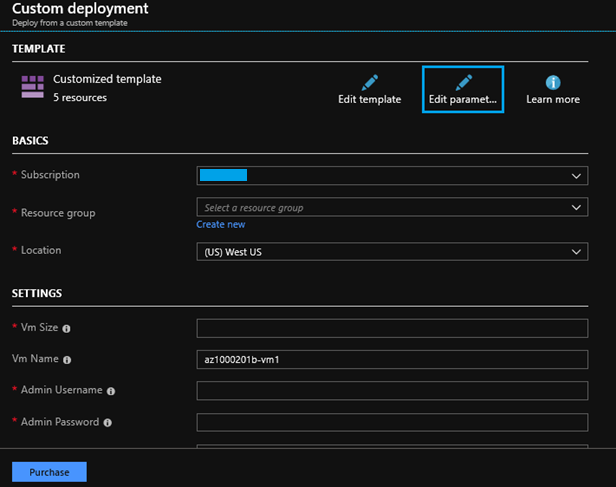 Custom deployment
Deploy from a custom template
TEMPLATE
Customized template
5 resources
Edit template
Edit paramet...
Learn more
BASICS
* Subscription
* Resource group
Select a resource group
Create new
* Location
(US) West US
SETTINGS
* Vm Size
Vm Name
az1000201b-vm1
* Admin Username
* Admin Password
Purchase